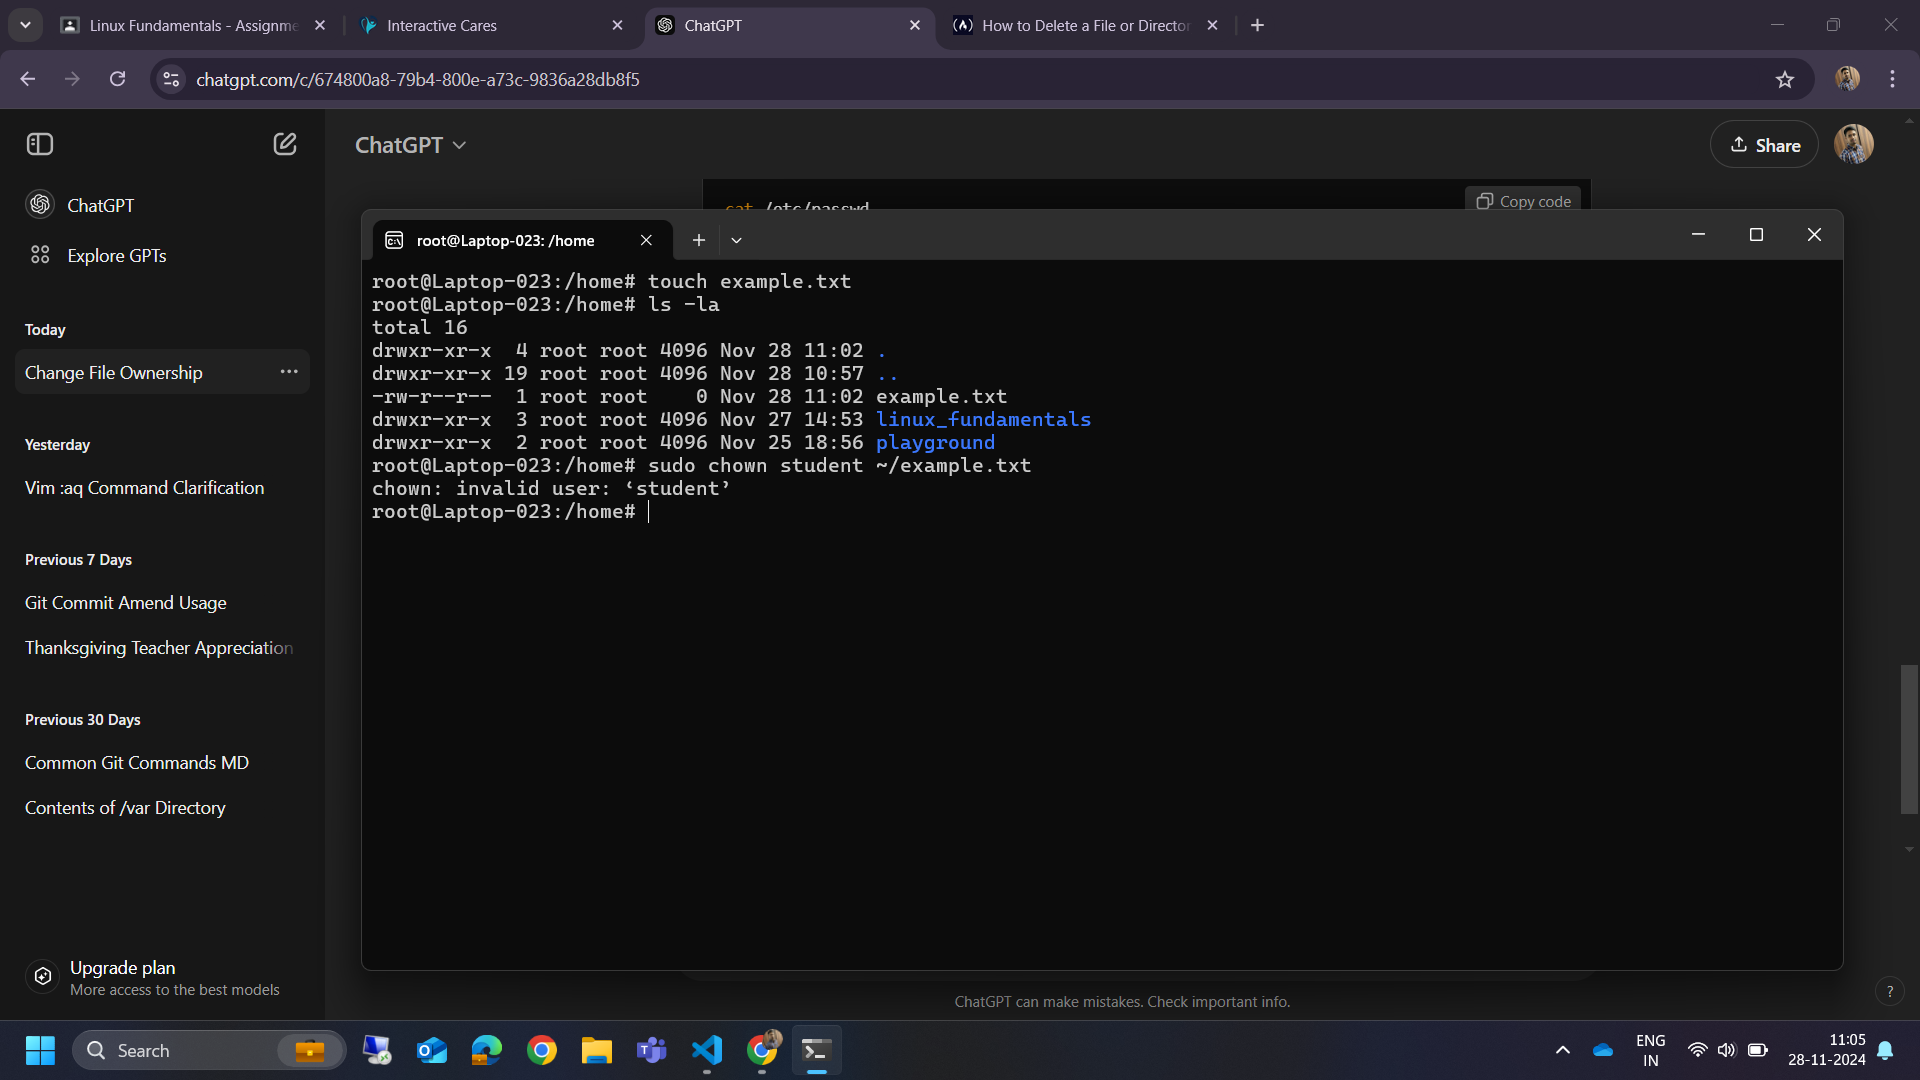 Linux Fundamentals - Assignme
Interactive Cares
ChatGPT
How to Delete a File or Director
chatgpt.com/c/674800a8-79b4-800e-a73c-9836a28db8f5
ChatGPT
Share
ChatGPT
Explore GPTs
Today
Change File Ownership
Yesterday
Vim :aq Command Clarification
Previous 7 Days
Git Commit Amend Usage
Thanksgiving Teacher Appreciation
Previous 30 Days
Common Git Commands MD
Contents of /var Directory
Upgrade plan
More access to the best models
cat /etc/passwd
Copy code
root@Laptop-023: /home
root@Laptop-023:/home# touch example.txt
root@Laptop-023:/home# ls -la
total 16
drwxr-xr-x  4 root root 4096 Nov 28 11:02 .
drwxr-xr-x 19 root root 4096 Nov 28 10:57 ..
-rw-r--r--  1 root root    0 Nov 28 11:02 example.txt
drwxr-xr-x  3 root root 4096 Nov 27 14:53 linux_fundamentals
drwxr-xr-x  2 root root 4096 Nov 25 18:56 playground
root@Laptop-023:/home# sudo chown student ~/example.txt
chown: invalid user: ‘student’
root@Laptop-023:/home#
ChatGPT can make mistakes. Check important info.
?
Search
ENG
IN
11:05
28-11-2024